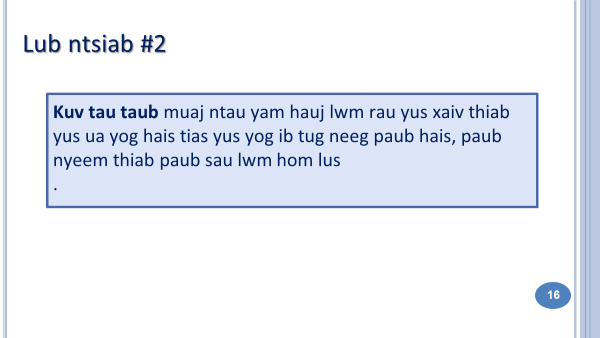 Lub ntsiab #2
Kuv tau taub muaj ntau yam hauj lwm rau yus xaiv thiab
yus ua yog hais tias yus yog ib tug neeg paub hais, paub
nyeem thiab paub sau lwm hom lus
.
16